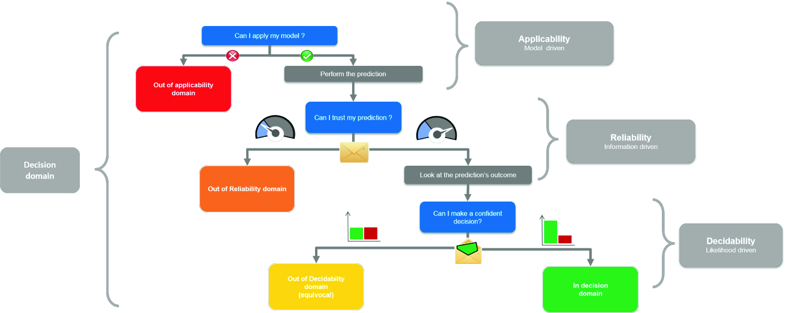 Can I apply my model ?
Applicability
Model driven
Out of applicability
domain
Perform the prediction
Can I trust my prediction ?
Reliability
Information driven
Decision
domain
Out of Reliability domain
Look at the prediction's outcome
Can I make a confident
decision?
Decidability
Likelihood driven
Out of Decidabilty
domain
(equivocal)
In decision
domain